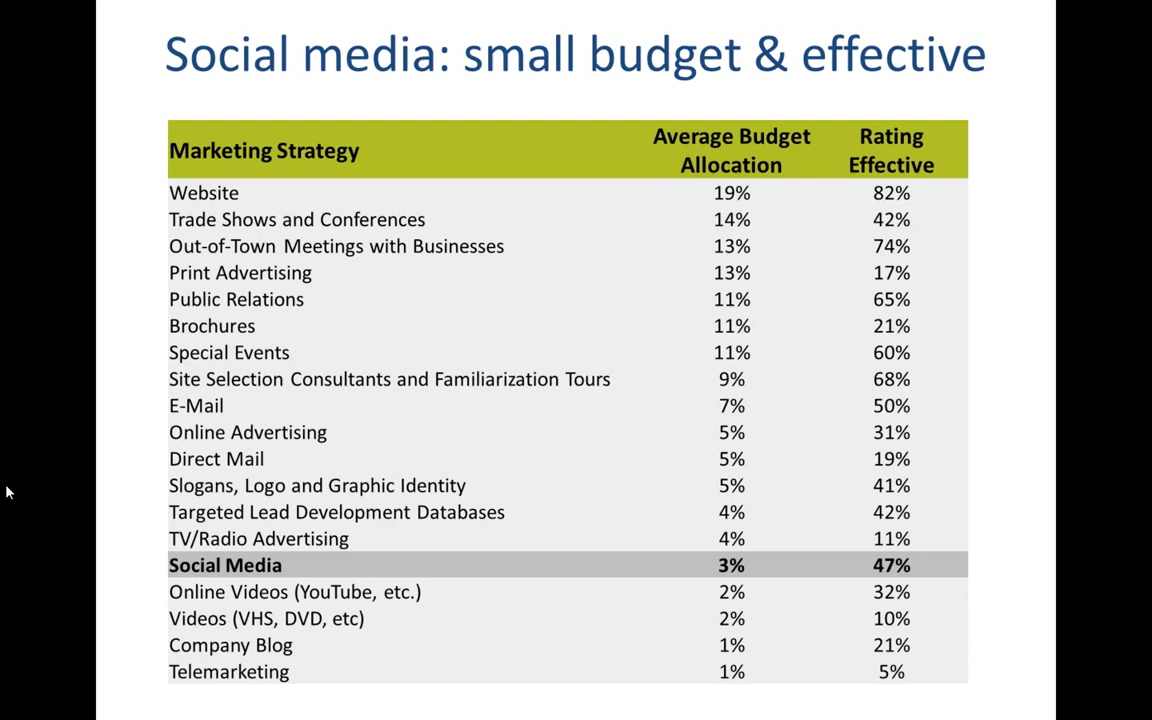 Social media: small budget & effective
Marketing Strategy Average Budget Allocation Rating Effective
Website 19% 82%
Trade Shows and Conferences 14% 42%
Out-of-Town Meetings with Businesses 13% 74%
Print Advertising 13% 17%
Public Relations 11% 65%
Brochures 11% 21%
Special Events 11% 60%
Site Selection Consultants and Familiarization Tours 9% 68%
E-Mail 7% 50%
Online Advertising 5% 31%
Direct Mail 5% 19%
Slogans, Logo and Graphic Identity 5% 41%
Targeted Lead Development Databases 4% 42%
TV/Radio Advertising 4% 11%
Social Media 3% 47%
Online Videos (YouTube, etc.) 2% 32%
Videos (VHS, DVD, etc) 2% 10%
Company Blog 1% 21%
Telemarketing 1% 5%